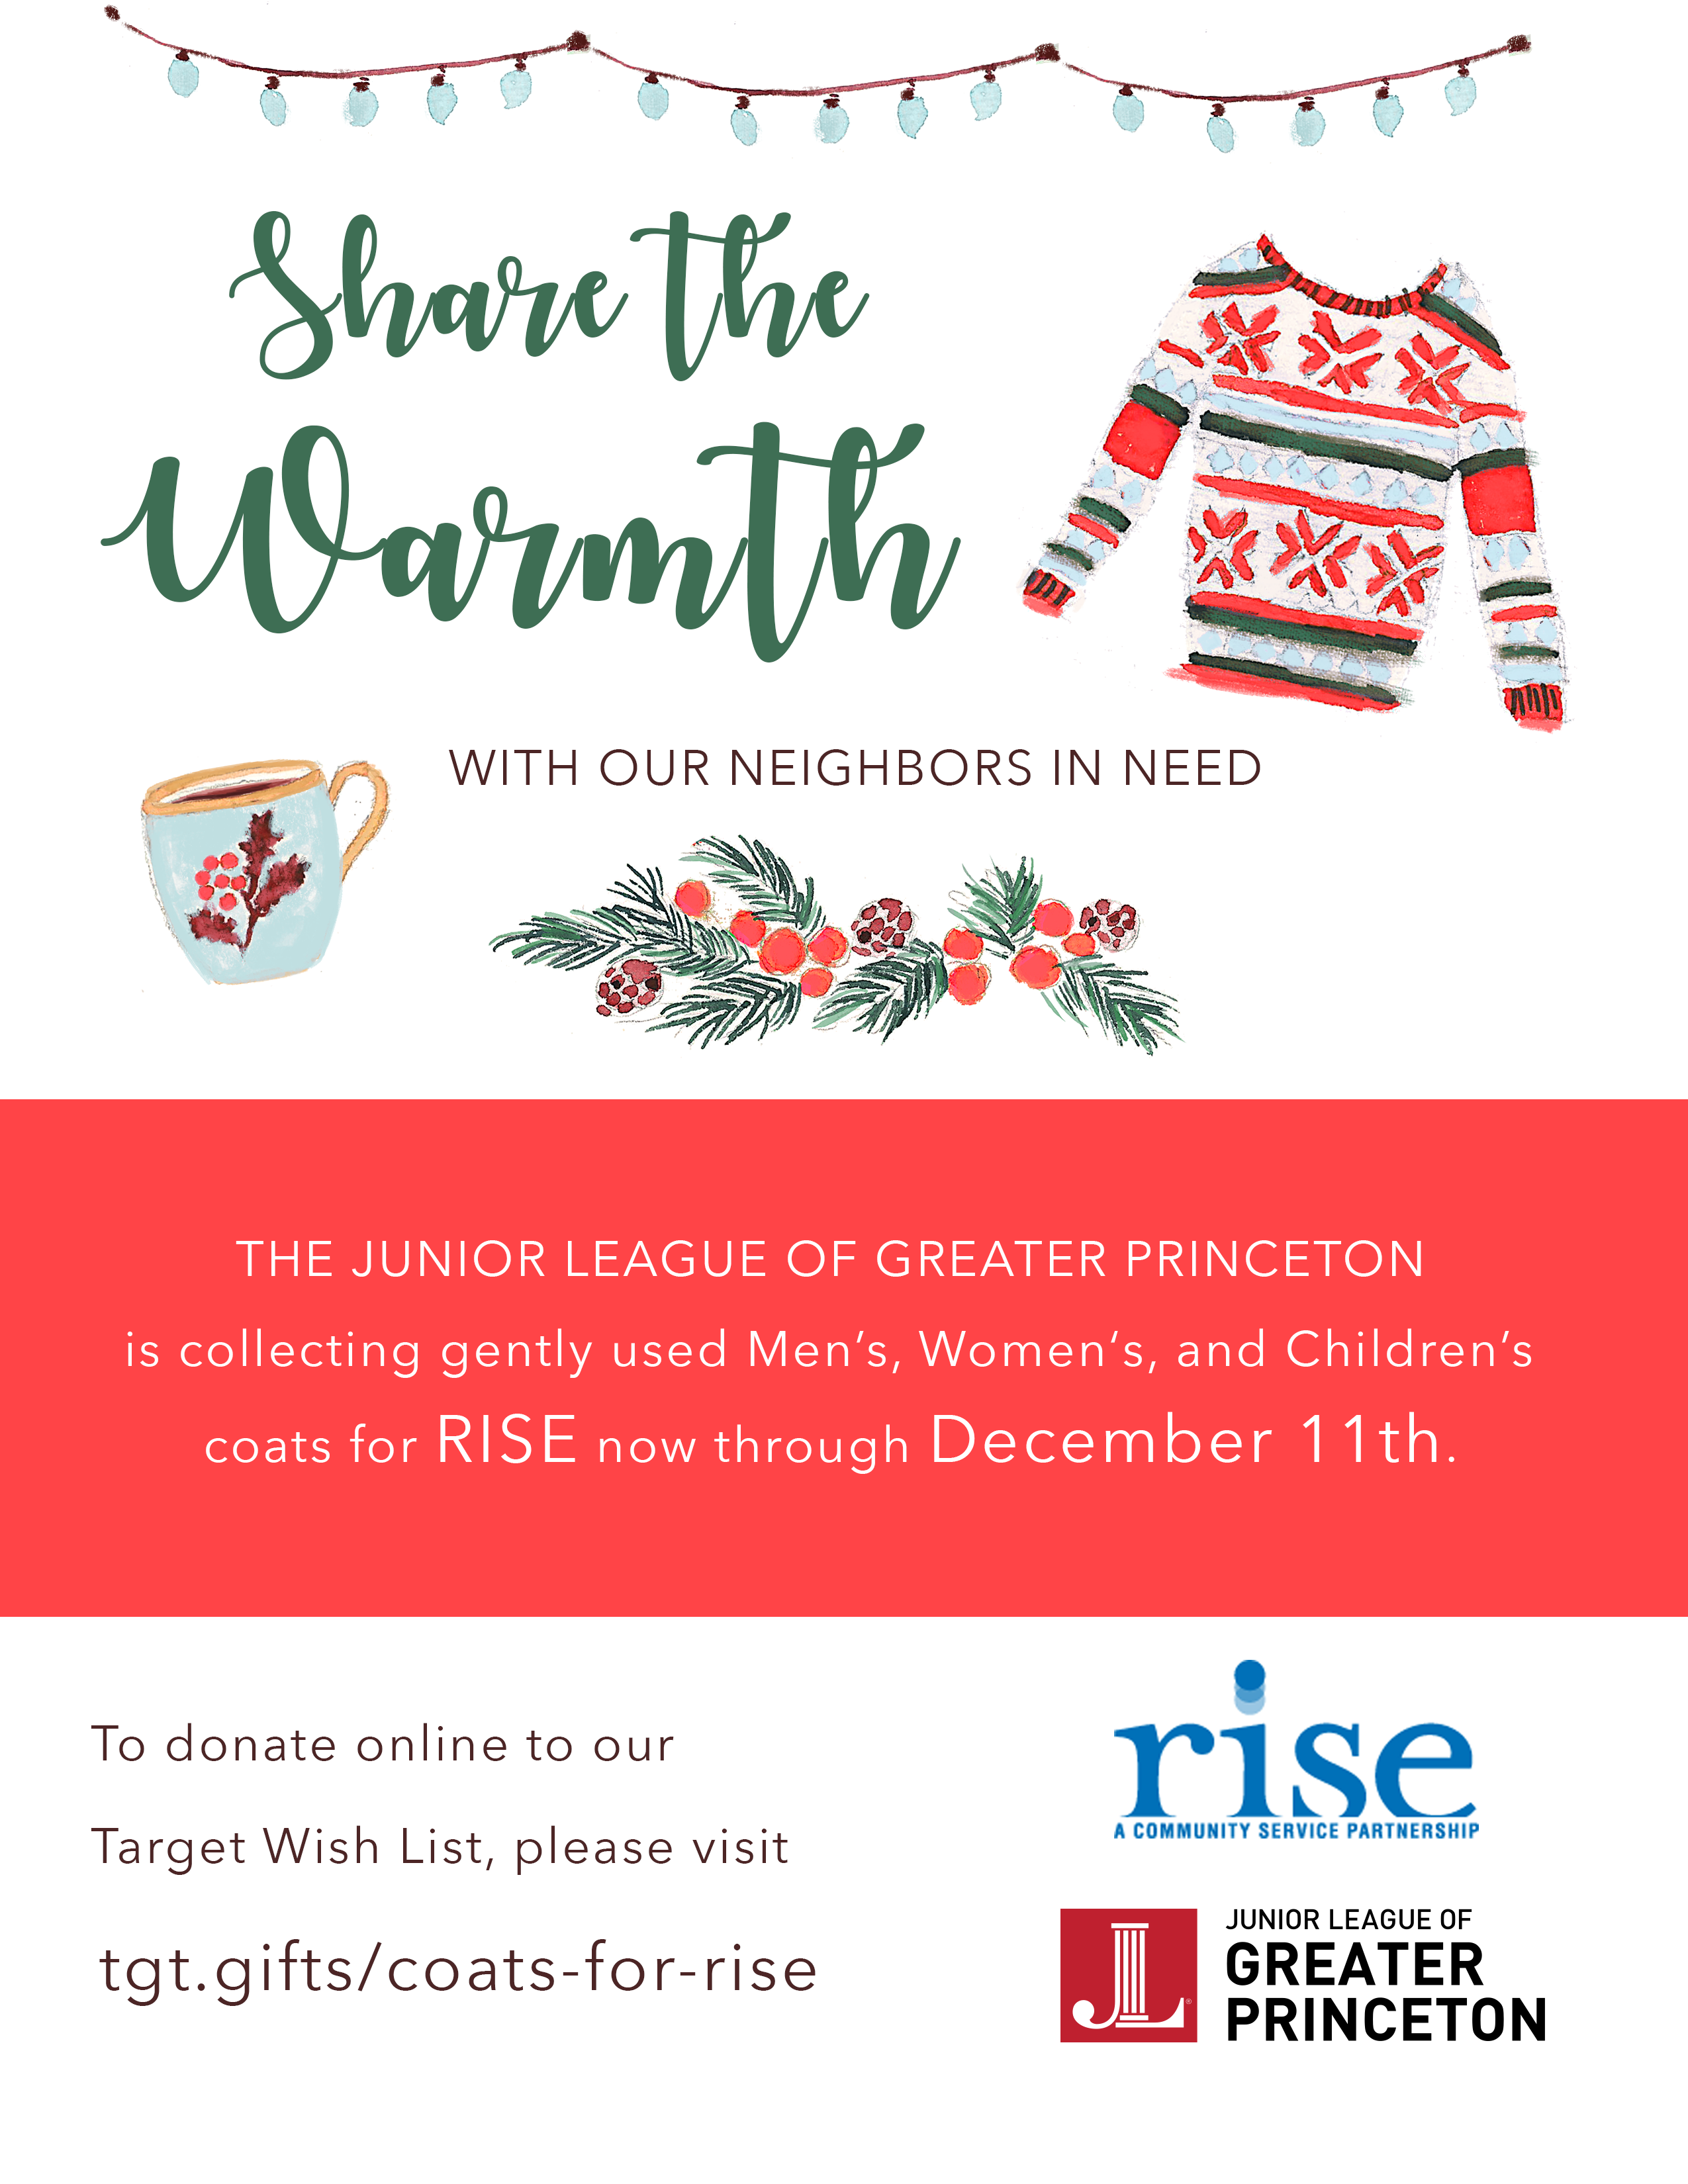 Share the
Warmth
WITH OUR NEIGHBORS IN NEED
THE JUNIOR LEAGUE OF GREATER PRINCETON
is collecting gently used Men’s, Women‘s, and Children’s
coats for RISE now through December 11th.
To donate online to our
Target Wish List, please visit
tgt.gifts/coats-for-rise
rise
A COMMUNITY SERVICE PARTNERSHIP
JL®
JUNIOR LEAGUE OF
GREATER
PRINCETON